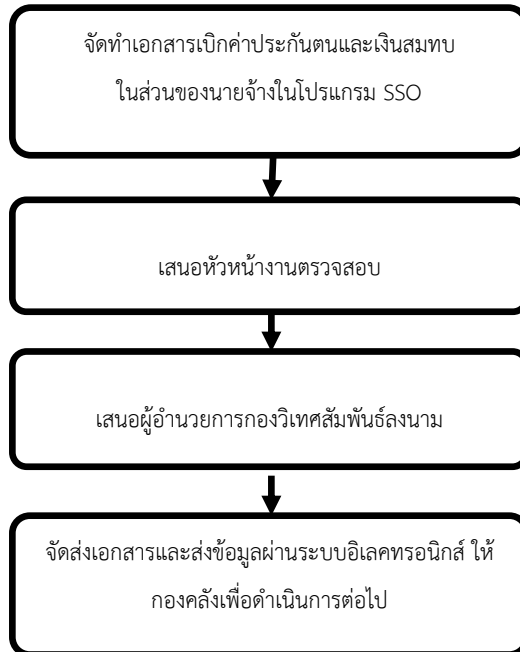 จัดทำเอกสารเบิกค่าประกันตนและเงินสมทบ
ในส่วนของนายจ้างในโปรแกรม SSO
เสนอหัวหน้างานตรวจสอบ
เสนอผู้อำนวยการกองวิเทศสัมพันธ์ลงนาม
จัดส่งเอกสารและส่งข้อมูลผ่านระบบอิเลคทรอนิกส์ ให้
กองคลังเพื่อดำเนินการต่อไป